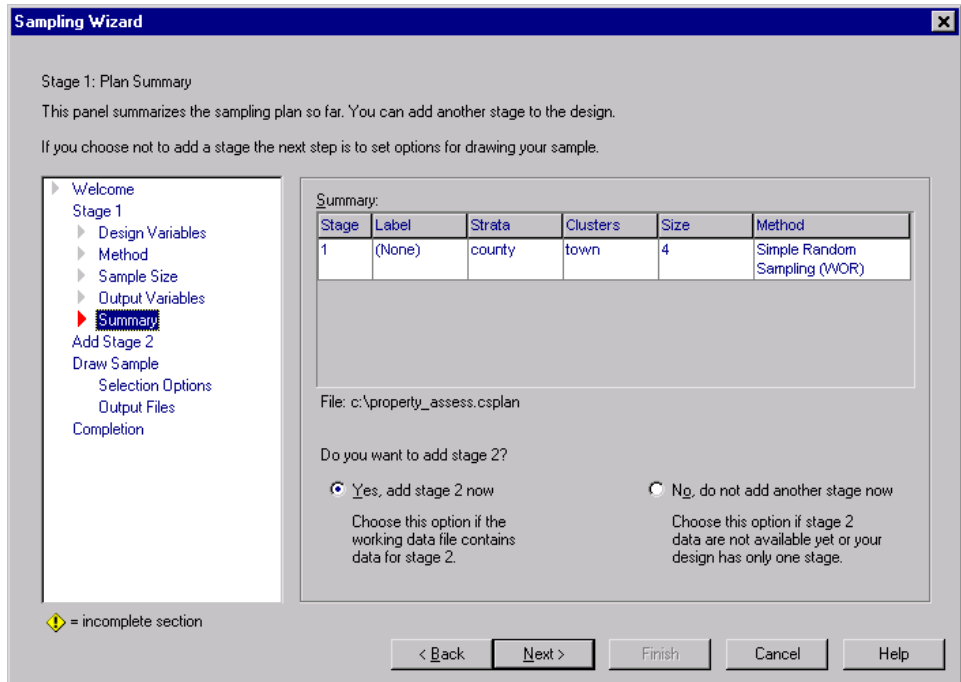 Sampling Wizard
Stage 1: Plan Summary
This panel summarizes the sampling plan so far. You can add another stage to the design.
If you choose not to add a stage the next step is to set options for drawing your sample.
Welcome
Stage 1
Design Variables
Method
Sample Size
Output Variables
Summary
Add Stage 2
Draw Sample
Selection Options
Output Files
Completion
= incomplete section
Summary:
Stage Label Strata Clusters Size Method
1 (None) county town 4 Simple Random
Sampling (WOR)
File: c:\property_assess.csplan
Do you want to add stage 2?
Yes, add stage 2 now
Choose this option if the
working data file contains
data for stage 2.
No, do not add another stage now
Choose this option if stage 2
data are not available yet or your
design has only one stage.
< Back
Next >
Finish
Cancel
Help